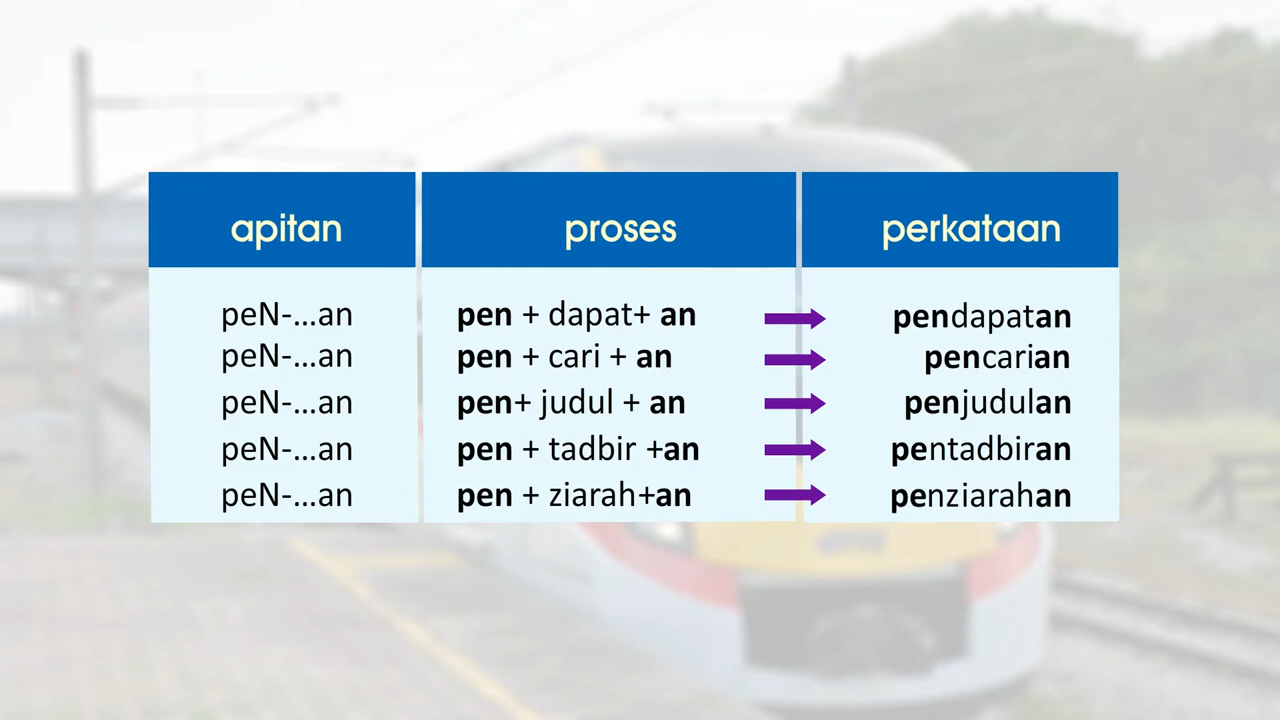 apitan proses perkataan
peN-...an pen + dapat+ an pendapatan
peN-...an pen + cari + an pencarian
peN-...an pen+ judul + an penjudulan
peN-...an pen + tadbir +an pentadbiran
peN-...an pen + ziarah+an penziarahan